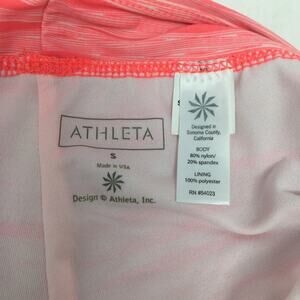 ATHLETA
S
Made in USA
Design © Athleta, Inc.
S
Designed in
Sonoma County,
California
BODY
80% nylon/
20% spandex
LINING
100% polyester
RN #54023